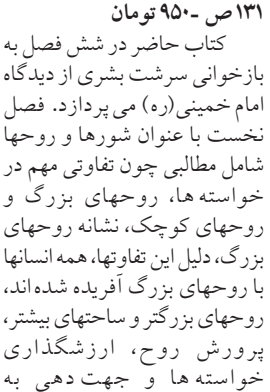 ۱۳۱ ص -۹۵۰ تومان
کتاب حاضر در شش فصل به
بازخوانی سرشت بشری از دیدگاه
امام خمینی(ره) می پردازد. فصل
نخست با عنوان شورها و روحها
شامل مطالبی چون تفاوتی مهم در
خواسته ها، روحهای بزرگ و
روحهای کوچک، نشانه روحهای
بزرگ، دلیل این تفاوتها، همه انسانها
با روحهای بزرگ آفریده شده اند،
روحهای بزرگتر و ساحتهای بیشتر،
پرورش روح، ارزشگذاری
خواسته ها و جهت دهی به